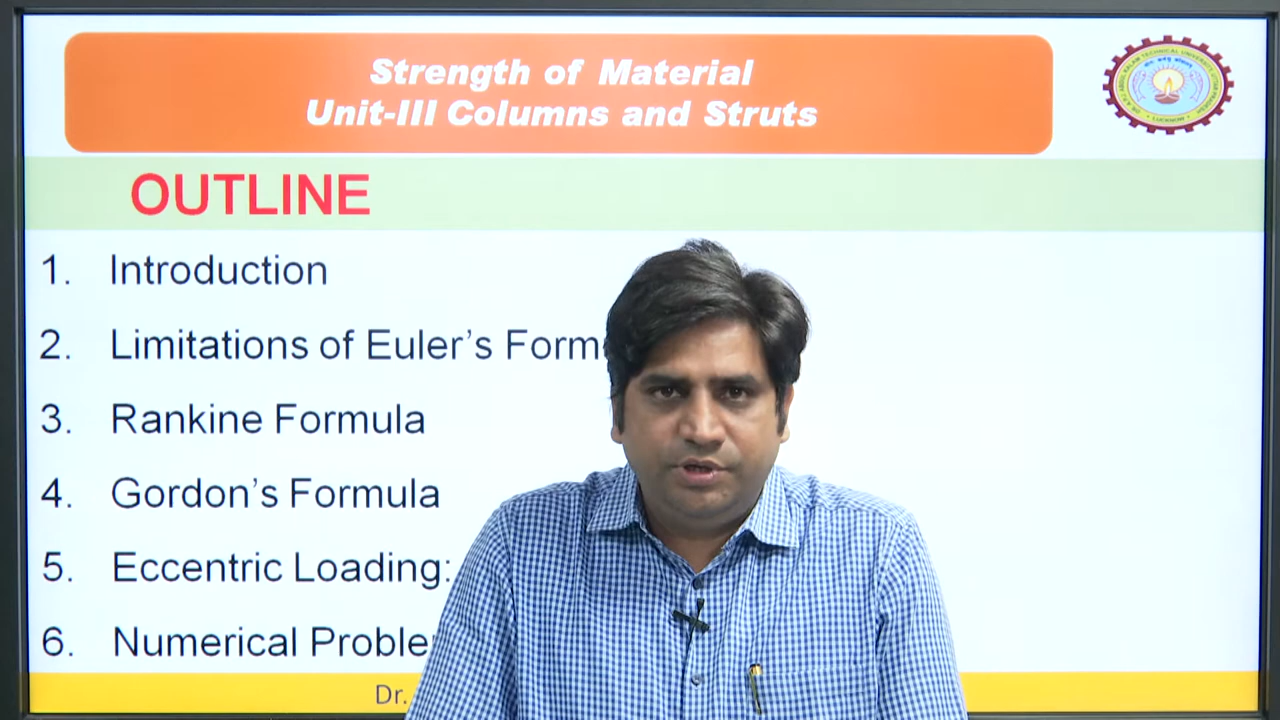 Strength of Material
Unit-III Columns and Struts
OUTLINE
1. Introduction
2. Limitations of Euler's Form
3. Rankine Formula
4. Gordon's Formula
5. Eccentric Loading:
6. Numerical Proble
Dr.
LUCKNOW